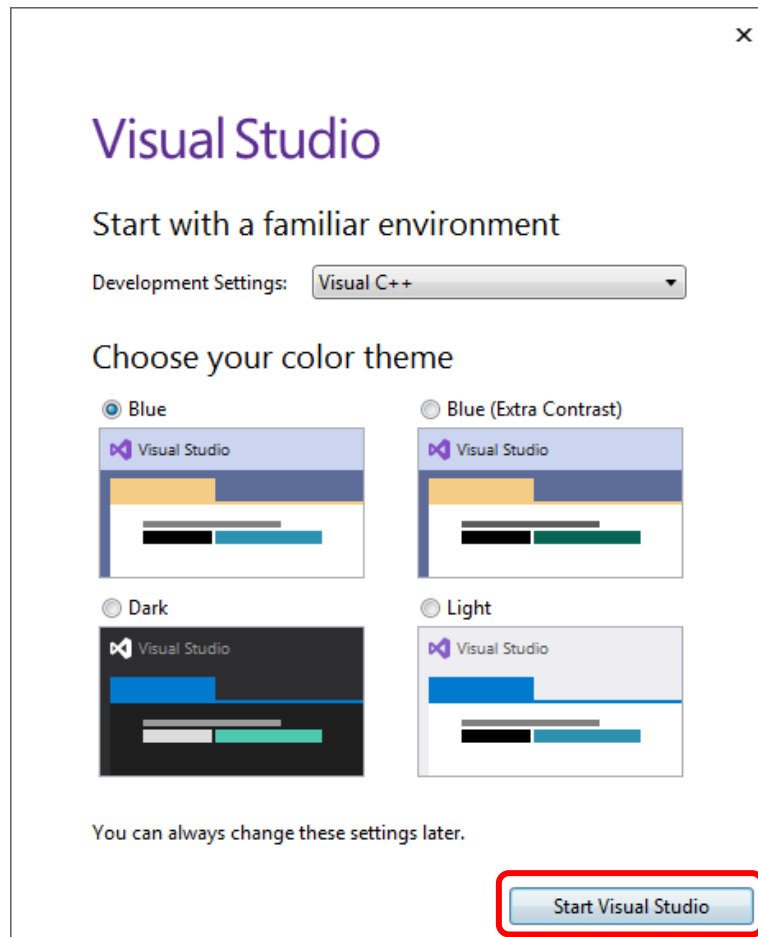 Visual Studio
Start with a familiar environment
Development Settings: Visual C++
Choose your color theme
Blue
Blue (Extra Contrast)
Visual Studio
Visual Studio
Dark
Light
Visual Studio
Visual Studio
You can always change these settings later.
Start Visual Studio